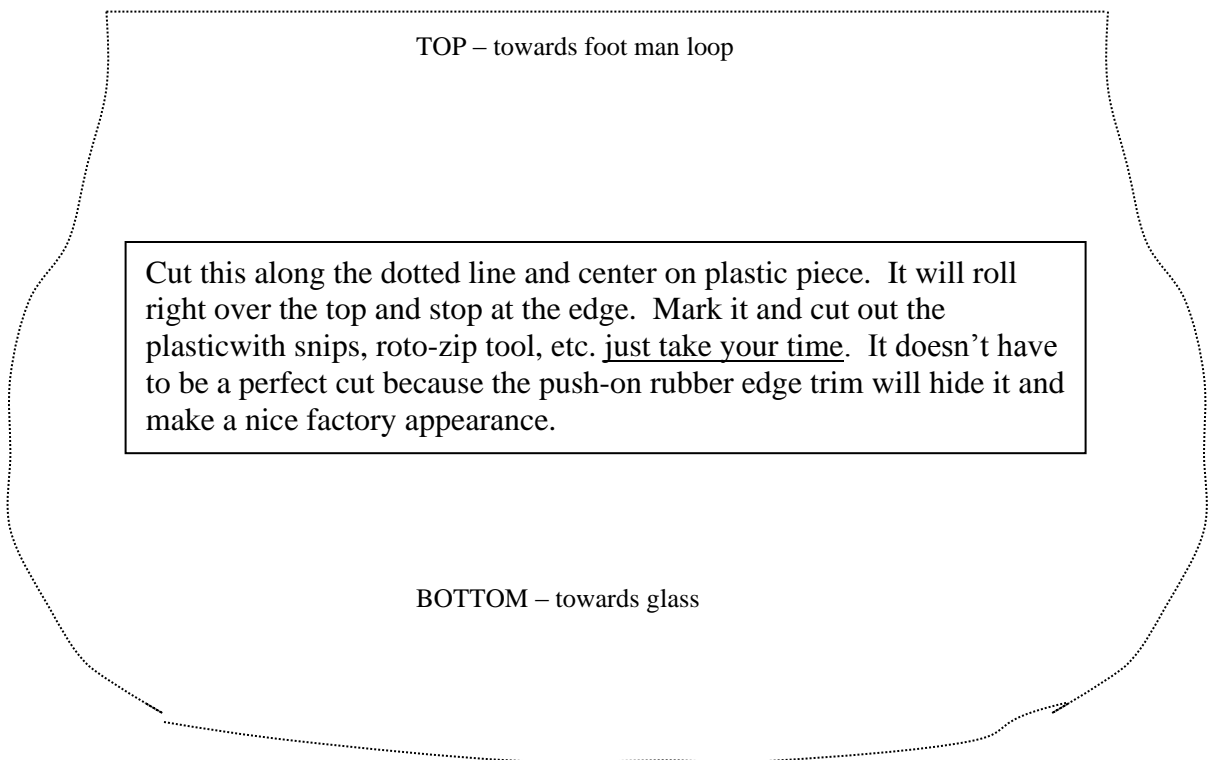 TOP – towards foot man loop
Cut this along the dotted line and center on plastic piece.  It will roll
right over the top and stop at the edge.  Mark it and cut out the
plasticwith snips, roto-zip tool, etc. just take your time.  It doesn’t have
to be a perfect cut because the push-on rubber edge trim will hide it and
make a nice factory appearance.
BOTTOM – towards glass